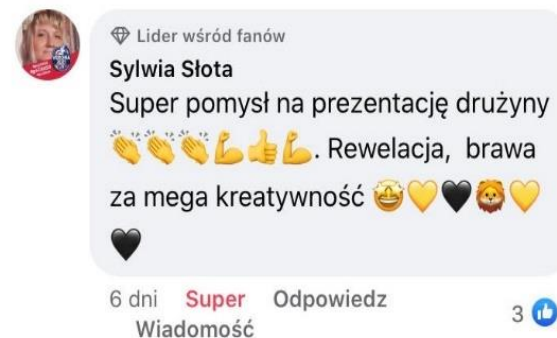 Lider wśród fanów
Sylwia Słota
Super pomysł na prezentację drużyny
👏👏👏💪👍💪. Rewelacja, brawa
za mega kreatywność 🤩💛🖤🦁💛
🖤
6 dni Super Odpowiedz 3
Wiadomość